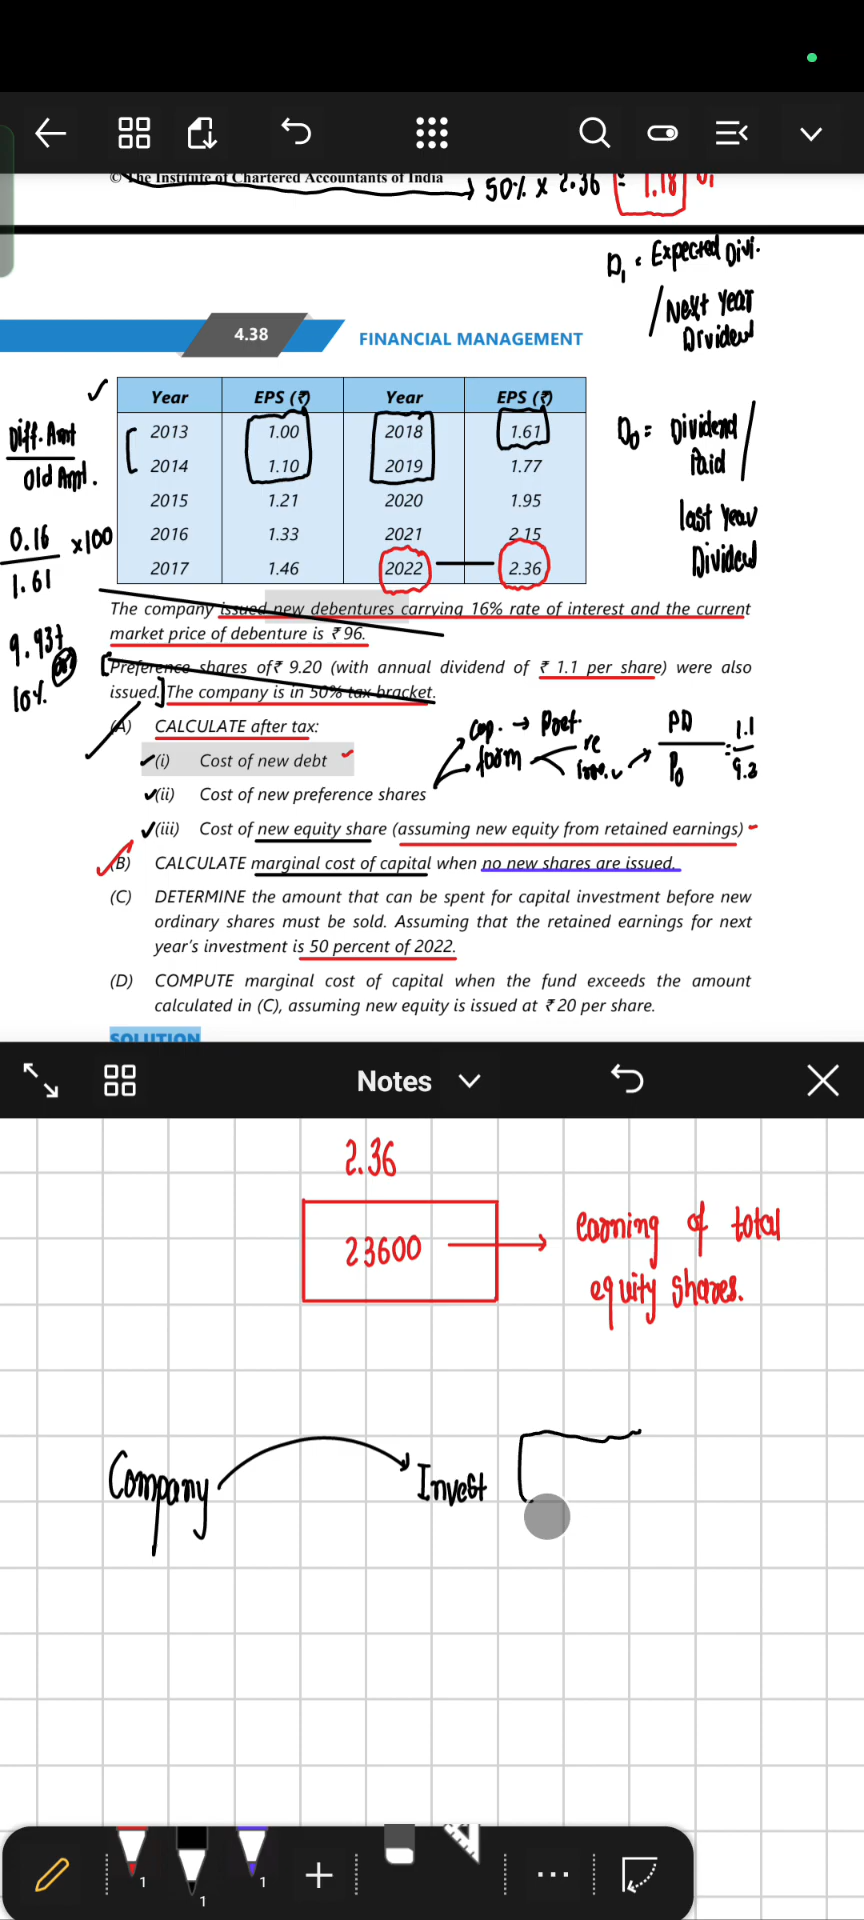 © The Institute of Chartered Accountants of India
50% x 2.36 = 1.18 D1
D1 = Expected Divi.
/ Next Year
Dividend
4.38
FINANCIAL MANAGEMENT
Year EPS (₹) Year EPS (₹)
2013 1.00 2018 1.61
2014 1.10 2019 1.77
2015 1.21 2020 1.95
2016 1.33 2021 2.15
2017 1.46 2022 2.36
Diff. Amt
Old Amt.
0.16 x100
1.61
9.937
10%
D0 = Dividend /
Paid
last Year
Dividend
The company issued new debentures carrying 16% rate of interest and the current
market price of debenture is ₹ 96.
Preference shares of ₹ 9.20 (with annual dividend of ₹ 1.1 per share) were also
issued. The company is in 50% tax bracket.
(A) CALCULATE after tax:
(i) Cost of new debt
(ii) Cost of new preference shares
(iii) Cost of new equity share (assuming new equity from retained earnings)
Pref.
form
re
PD
P0
= 1.1
9.2
(B) CALCULATE marginal cost of capital when no new shares are issued.
(C) DETERMINE the amount that can be spent for capital investment before new
ordinary shares must be sold. Assuming that the retained earnings for next
year's investment is 50 percent of 2022.
(D) COMPUTE marginal cost of capital when the fund exceeds the amount
calculated in (C), assuming new equity is issued at ₹ 20 per share.
SOLUTION
Notes
2.36
23600
earning of total
equity shares.
Company
Invest
1
1
1